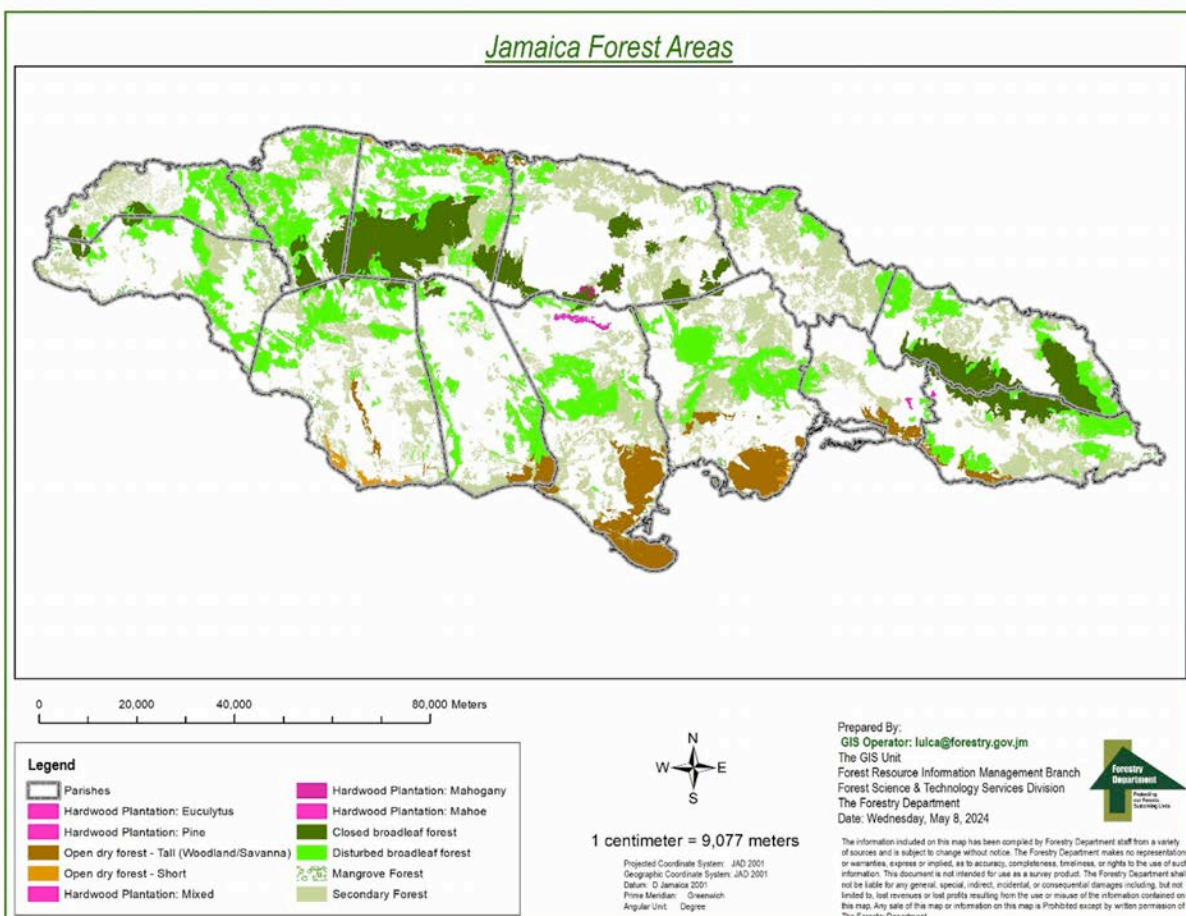 Jamaica Forest Areas
0 20,000 40,000 80,000 Meters
Legend
Parishes
Hardwood Plantation: Euculytus
Hardwood Plantation: Pine
Open dry forest - Tall (Woodland/Savanna)
Open dry forest - Short
Hardwood Plantation: Mixed
Hardwood Plantation: Mahogany
Hardwood Plantation: Mahoe
Closed broadleaf forest
Disturbed broadleaf forest
Mangrove Forest
Secondary Forest
N
W E
S
1 centimeter = 9,077 meters
Projected Coordinate System: JAD 2001
Geographic Coordinate System: JAD 2001
Datum: D Jamaica 2001
Prime Meridian: Greenwich
Angular Unit: Degree
Prepared By:
GIS Operator: lulca@forestry.gov.jm
The GIS Unit
Forest Resource Information Management Branch
Forest Science & Technology Services Division
The Forestry Department
Date: Wednesday, May 8, 2024
Forestry
Department
Protecting
our Forests
Sustaining Lives
The information included on this map has been compiled by Forestry Department staff from a variety
of sources and is subject to change without notice. The Forestry Department makes no representations
or warranties, express or implied, as to accuracy, completeness, timeliness, or rights to the use of such
information. This document is not intended for use as a survey product. The Forestry Department shall
not be liable for any general, special, indirect, incidental, or consequential damages including, but not
limited to, lost revenues or lost profits resulting from the use or misuse of the information contained on
this map. Any sale of this map or information on this map is Prohibited except by written permission of
The Forestry Department